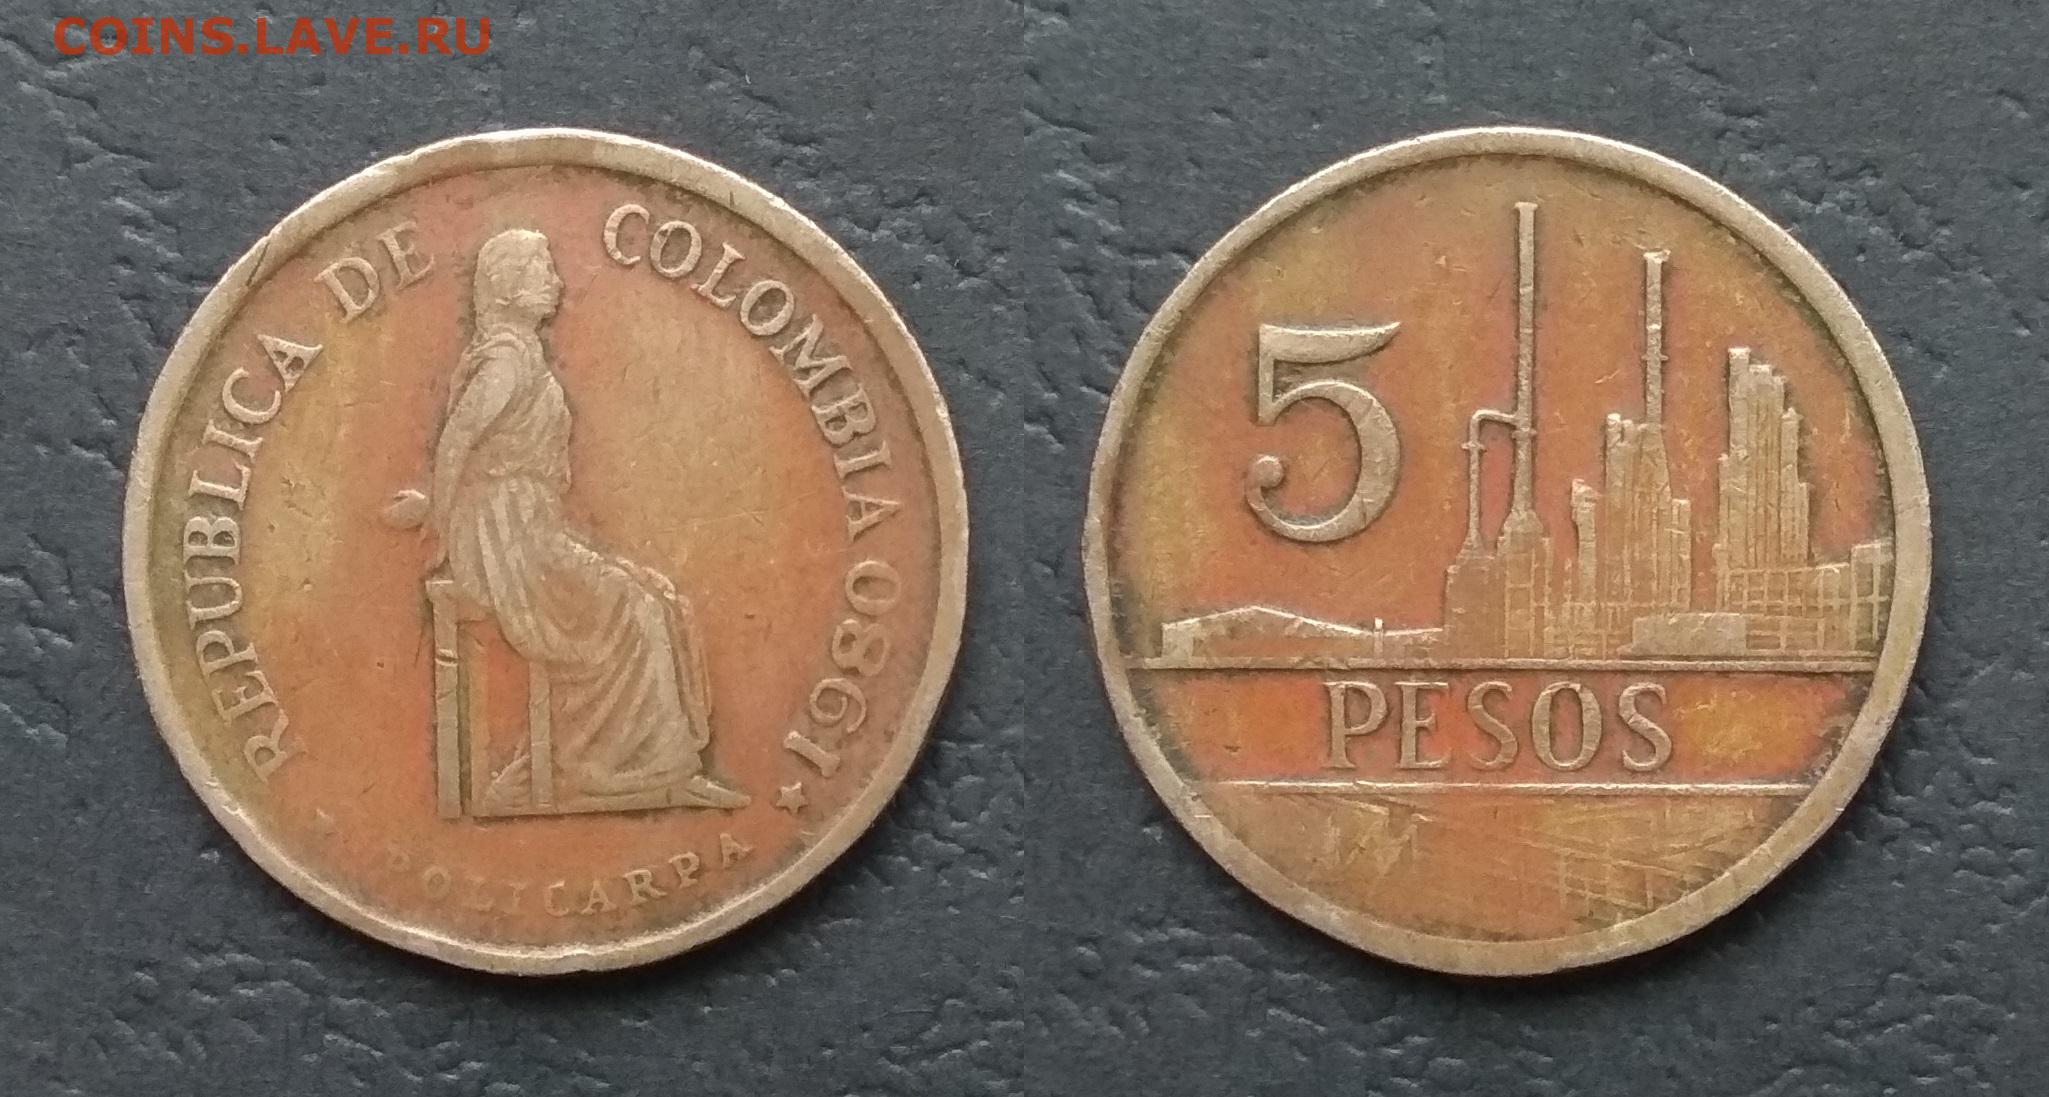 COINS.LAVE.RU
REPUBLICA DE COLOMBIA 1980
POLICARPA
5
PESOS